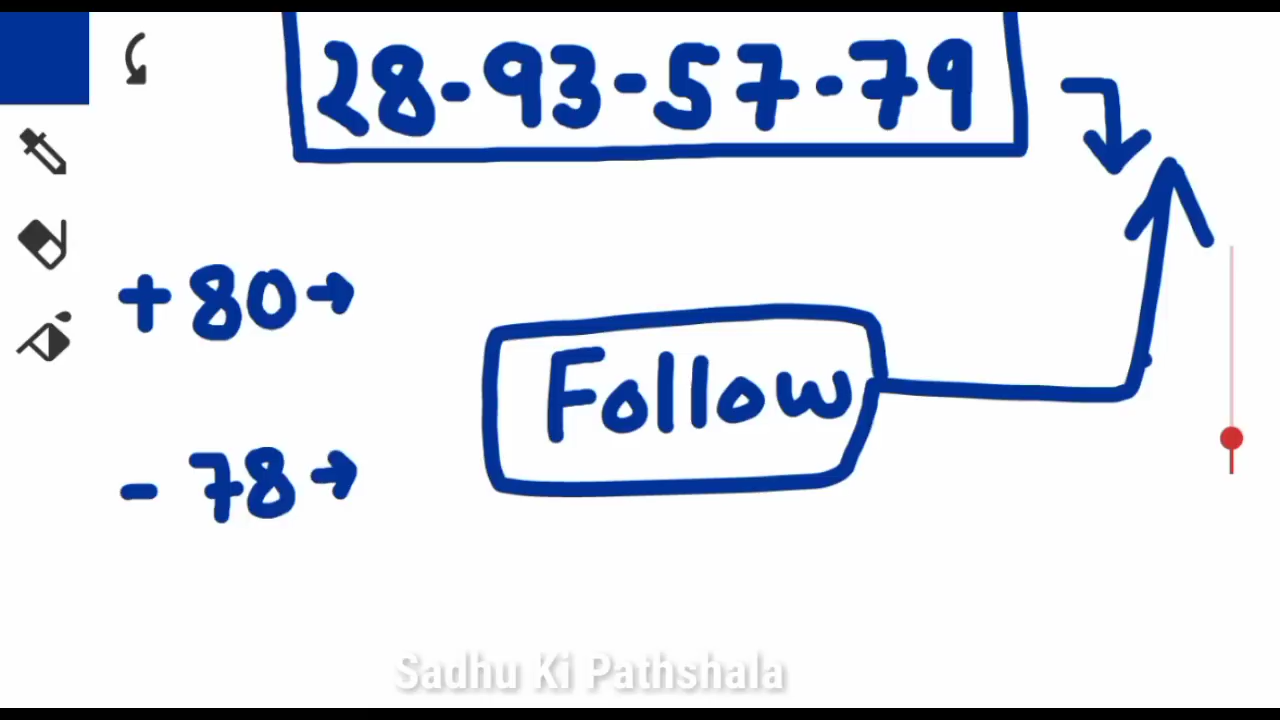 28-93-57-79
+80→
Follow
-78→
Sadhu Ki Pathshala